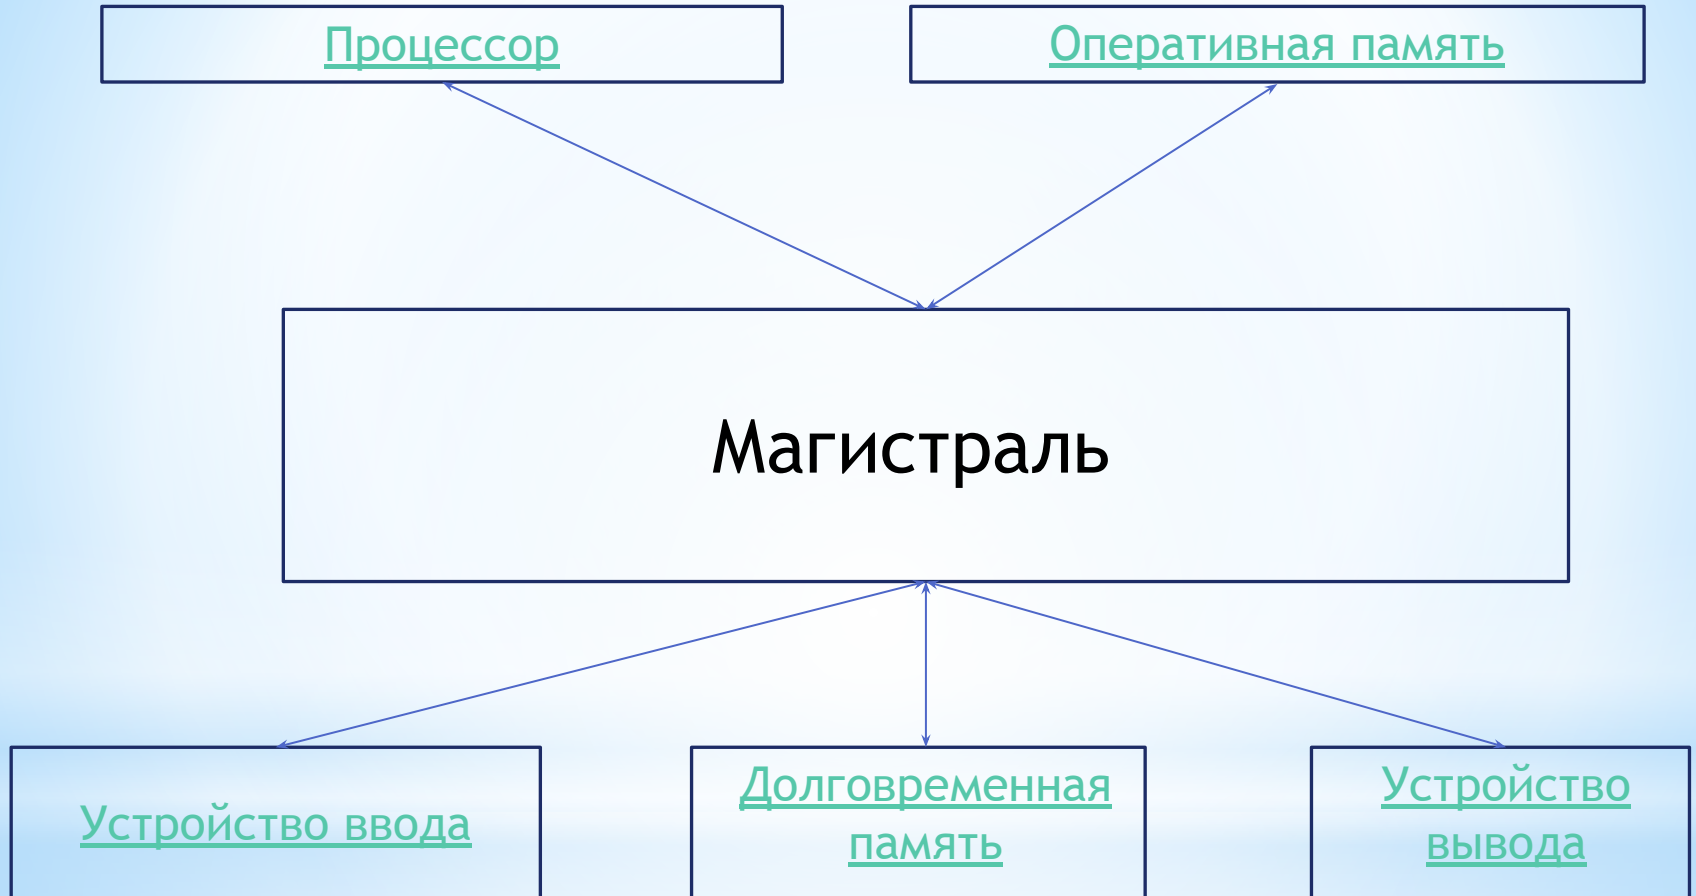 Процессор
Оперативная память
Магистраль
Устройство ввода
Долговременная
память
Устройство
вывода